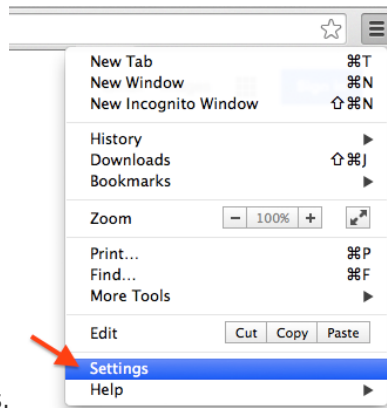 New Tab ⌘T
New Window ⌘N
New Incognito Window ⇧⌘N
History
Downloads ⇧⌘J
Bookmarks
Zoom − 100% +
Print... ⌘P
Find... ⌘F
More Tools
Edit Cut Copy Paste
Settings
Help